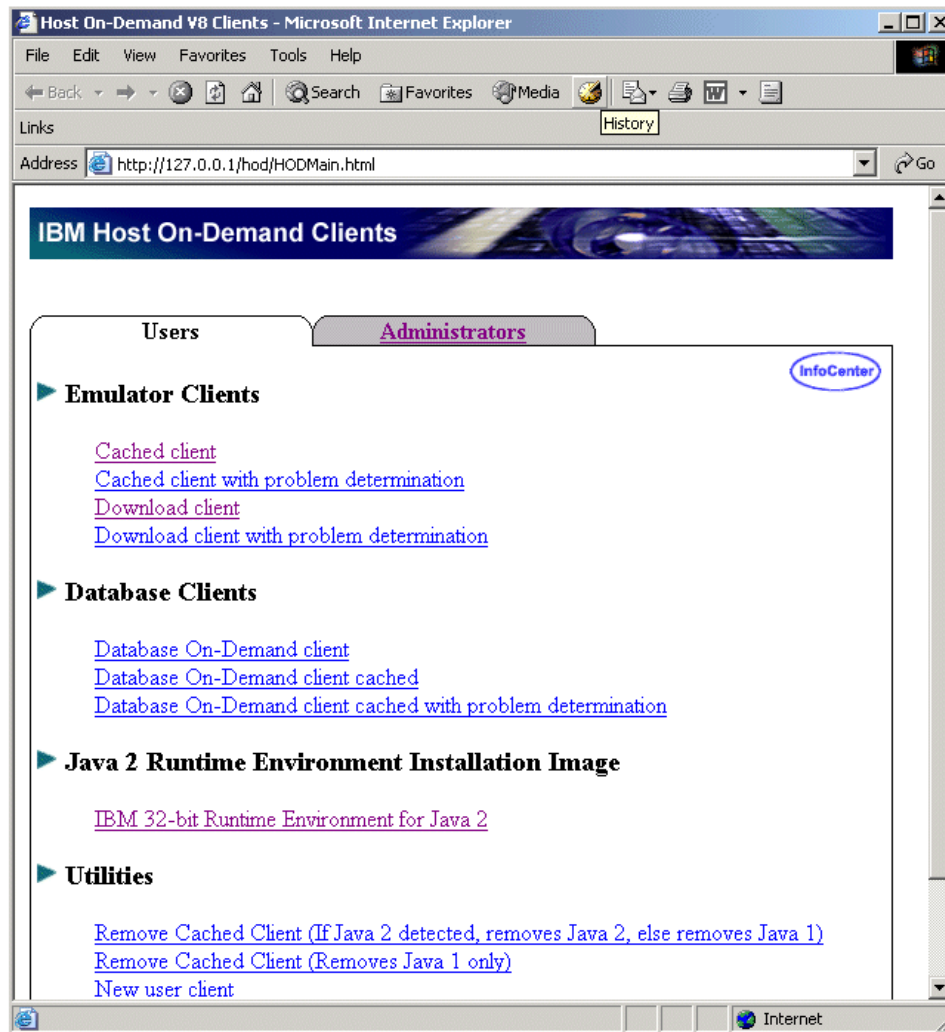 Host On-Demand V8 Clients - Microsoft Internet Explorer
File Edit View Favorites Tools Help
Back Search Favorites Media
History
Links
Address http://127.0.0.1/hod/HODMain.html Go
IBM Host On-Demand Clients
Users Administrators
InfoCenter
Emulator Clients
Cached client
Cached client with problem determination
Download client
Download client with problem determination
Database Clients
Database On-Demand client
Database On-Demand client cached
Database On-Demand client cached with problem determination
Java 2 Runtime Environment Installation Image
IBM 32-bit Runtime Environment for Java 2
Utilities
Remove Cached Client (If Java 2 detected, removes Java 2, else removes Java 1)
Remove Cached Client (Removes Java 1 only)
New user client
Internet